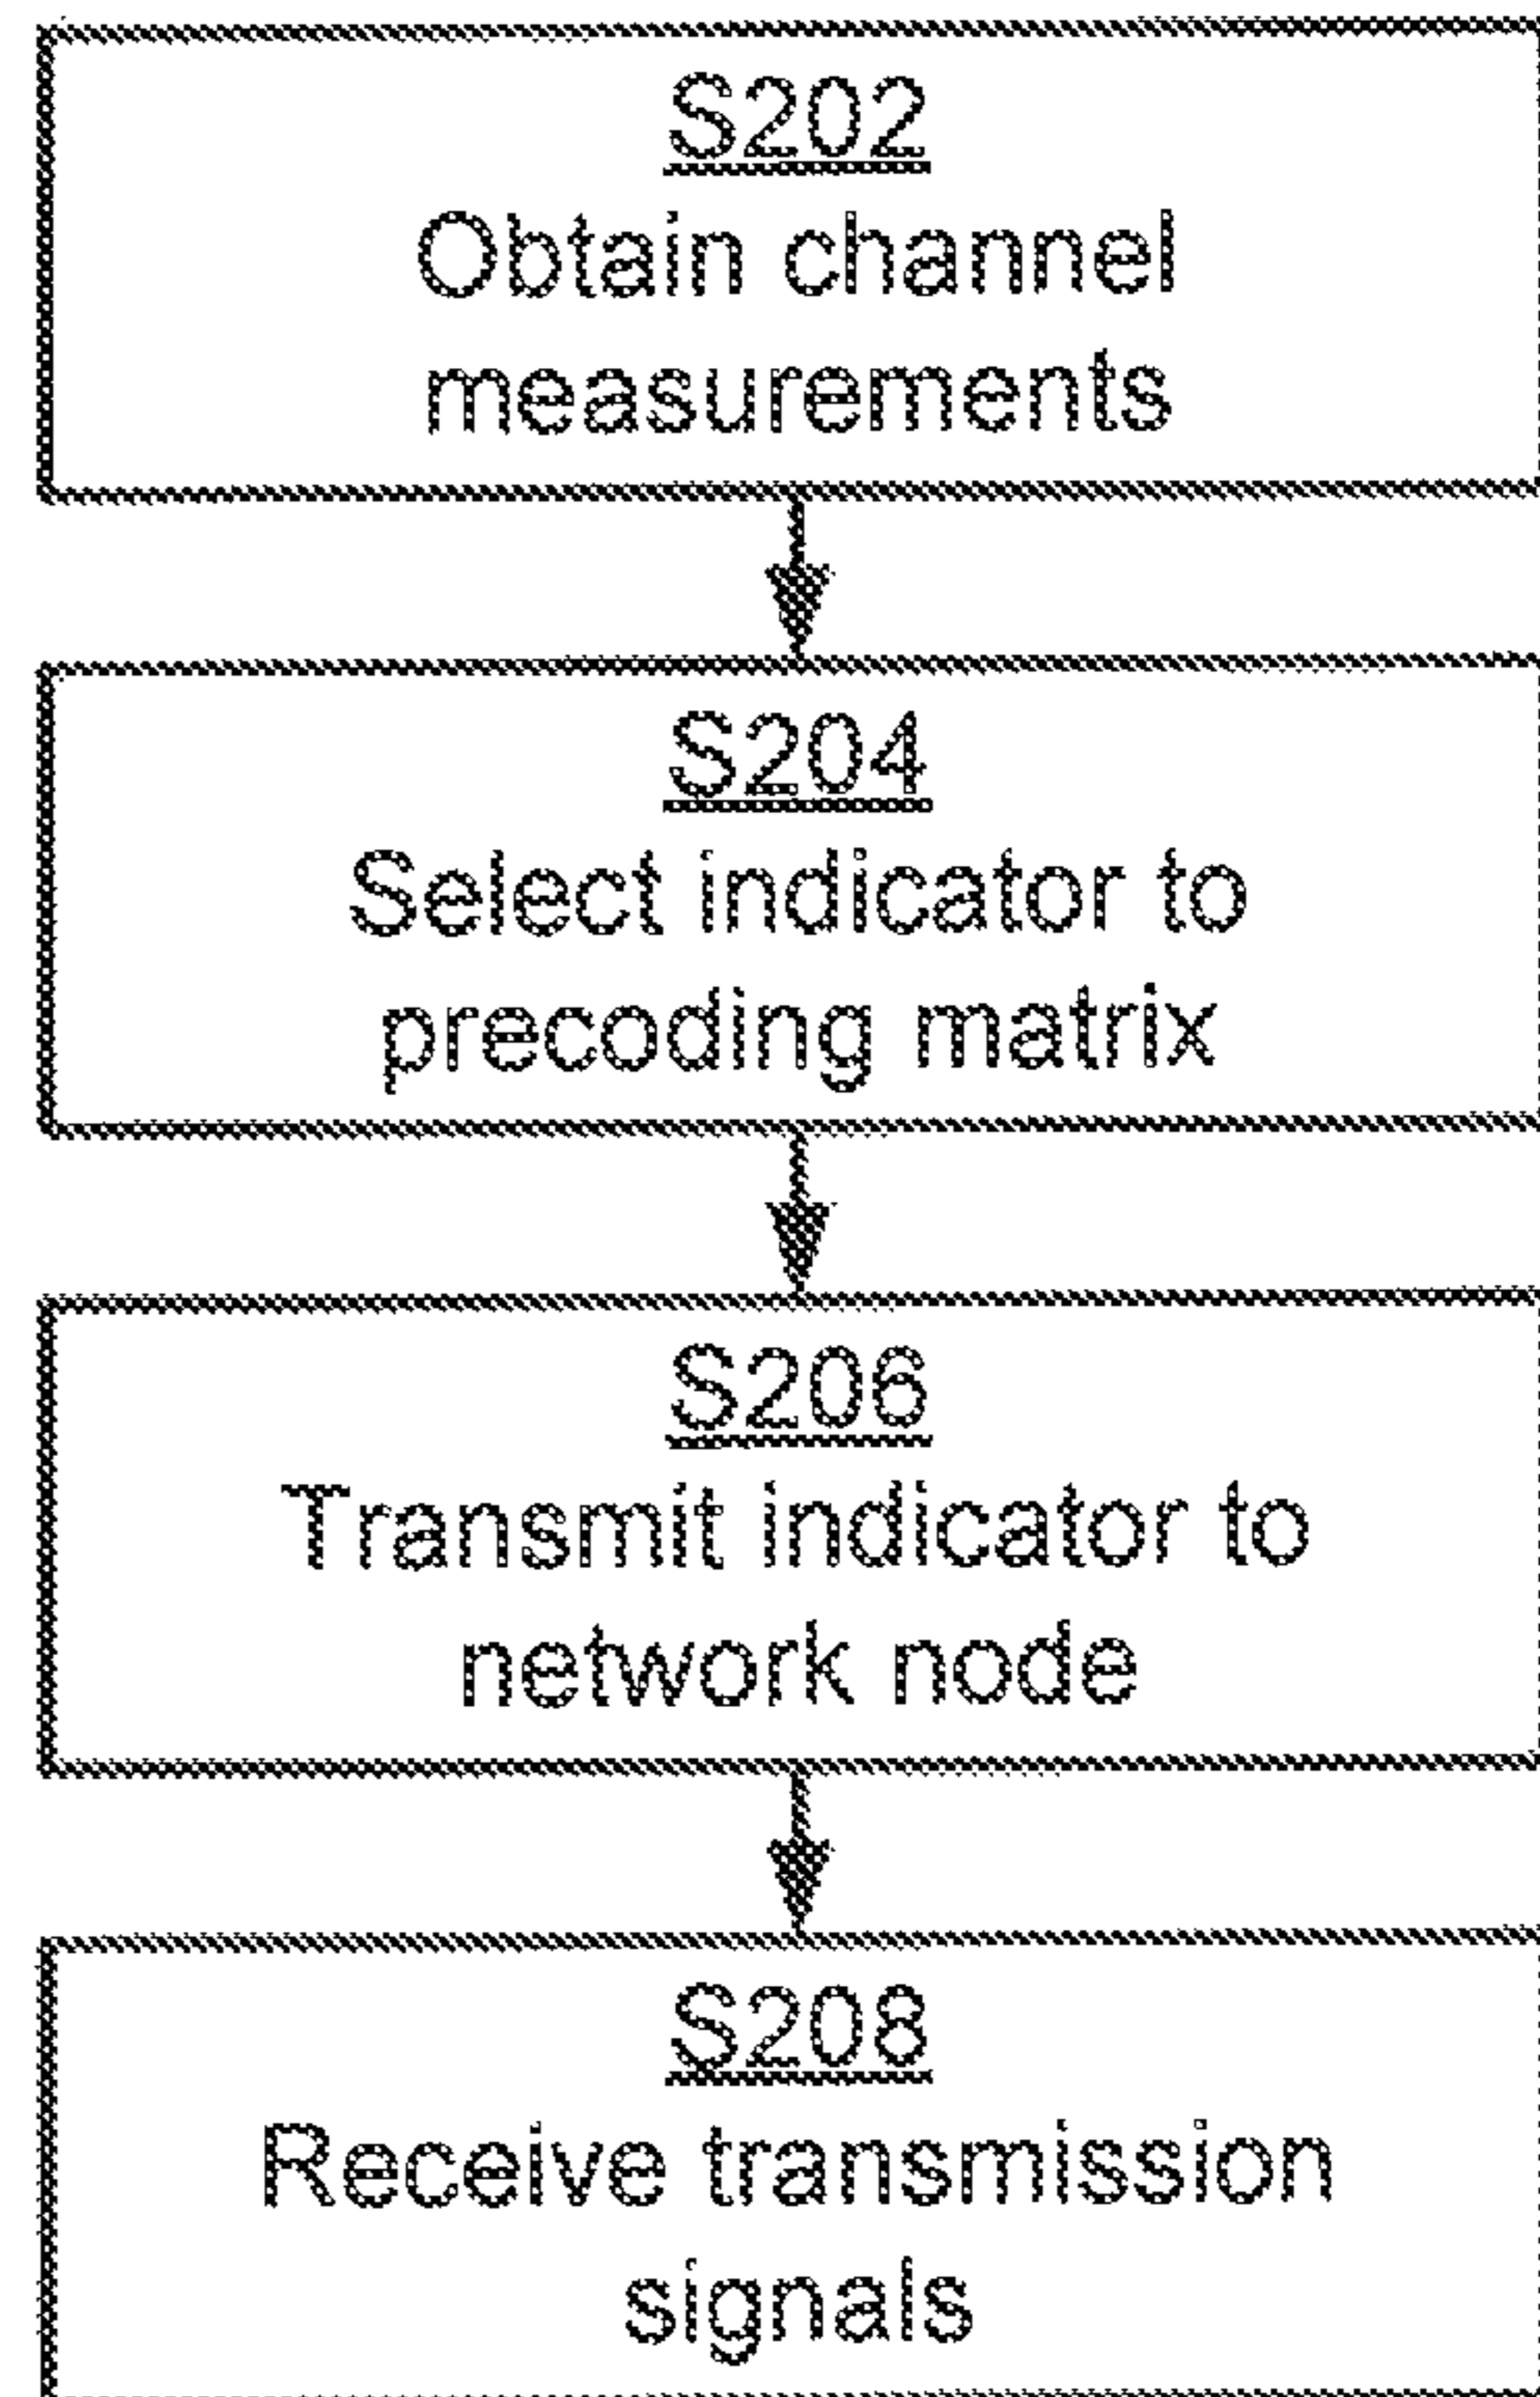 S202
Obtain channel
measurements
S204
Select indicator to
precoding matrix
S206
Transmit indicator to
network node
S208
Receive transmission
signals